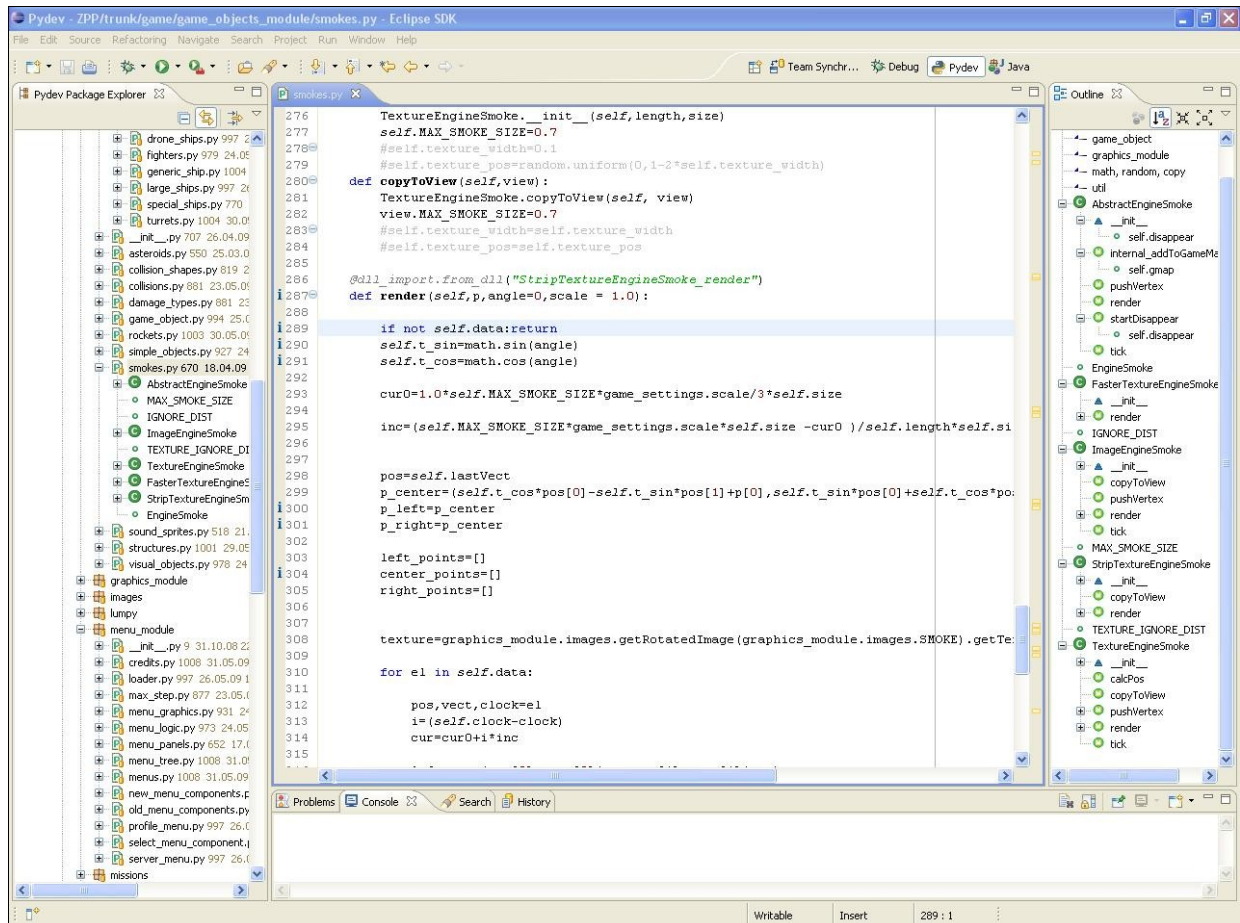 Pydev - ZPP/trunk/game/game_objects_module/smokes.py - Eclipse SDK
File Edit Source Refactoring Navigate Search Project Run Window Help
Team Synchr... Debug Pydev Java
Pydev Package Explorer
drone_ships.py 997 2
fighters.py 979 24.05
generic_ship.py 1004
large_ships.py 997 26
special_ships.py 770
turrets.py 1004 30.0
__init__.py 707 26.04.09
asteroids.py 550 25.03.0
collision_shapes.py 819 2
collisions.py 881 23.05.09
damage_types.py 881 23
game_object.py 994 25.0
rockets.py 1003 30.05.09
simple_objects.py 927 24
smokes.py 670 18.04.09
AbstractEngineSmoke
MAX_SMOKE_SIZE
IGNORE_DIST
ImageEngineSmoke
TEXTURE_IGNORE_DI
TextureEngineSmoke
FasterTextureEngineS
StripTextureEngineSm
EngineSmoke
sound_sprites.py 518 21.
structures.py 1001 29.05
visual_objects.py 978 24
graphics_module
images
lumpy
menu_module
__init__.py 9 31.10.08 22
credits.py 1008 31.05.09
loader.py 997 26.05.09 1
max_step.py 877 23.05.0
menu_graphics.py 931 24
menu_logic.py 973 24.05
menu_panels.py 652 17.0
menu_tree.py 1008 31.0
menus.py 1008 31.05.09
new_menu_components.p
old_menu_components.py
profile_menu.py 997 26.0
select_menu_component.p
server_menu.py 997 26.0
missions
smokes.py
276 TextureEngineSmoke.__init__(self,length,size)
277 self.MAX_SMOKE_SIZE=0.7
278 #self.texture_width=0.1
279 #self.texture_pos=random.uniform(0,1-2*self.texture_width)
280 def copyToView(self,view):
281 TextureEngineSmoke.copyToView(self, view)
282 view.MAX_SMOKE_SIZE=0.7
283 #self.texture_width=self.texture_width
284 #self.texture_pos=self.texture_pos
285
286 @dll_import.from_dll("StripTextureEngineSmoke_render")
287 def render(self,p,angle=0,scale = 1.0):
288
289 if not self.data:return
290 self.t_sin=math.sin(angle)
291 self.t_cos=math.cos(angle)
292
293 cur0=1.0*self.MAX_SMOKE_SIZE*game_settings.scale/3*self.size
294
295 inc=(self.MAX_SMOKE_SIZE*game_settings.scale*self.size -cur0 )/self.length*self.si
296
297
298 pos=self.lastVect
299 p_center=(self.t_cos*pos[0]-self.t_sin*pos[1]+p[0],self.t_sin*pos[0]+self.t_cos*po
300 p_left=p_center
301 p_right=p_center
302
303 left_points=[]
304 center_points=[]
305 right_points=[]
306
307
308 texture=graphics_module.images.getRotatedImage(graphics_module.images.SMOKE).getTe
309
310 for el in self.data:
311
312 pos,vect,clock=el
313 i=(self.clock-clock)
314 cur=cur0+i*inc
315
Outline
game_object
graphics_module
math, random, copy
util
AbstractEngineSmoke
__init__
self.disappear
internal_addToGameMa
self.gmap
pushVertex
render
startDisappear
self.disappear
tick
EngineSmoke
FasterTextureEngineSmoke
__init__
render
IGNORE_DIST
ImageEngineSmoke
__init__
copyToView
pushVertex
render
tick
MAX_SMOKE_SIZE
StripTextureEngineSmoke
__init__
copyToView
render
TEXTURE_IGNORE_DIST
TextureEngineSmoke
__init__
calcPos
copyToView
pushVertex
render
tick
Problems Console Search History
Writable Insert 289 : 1